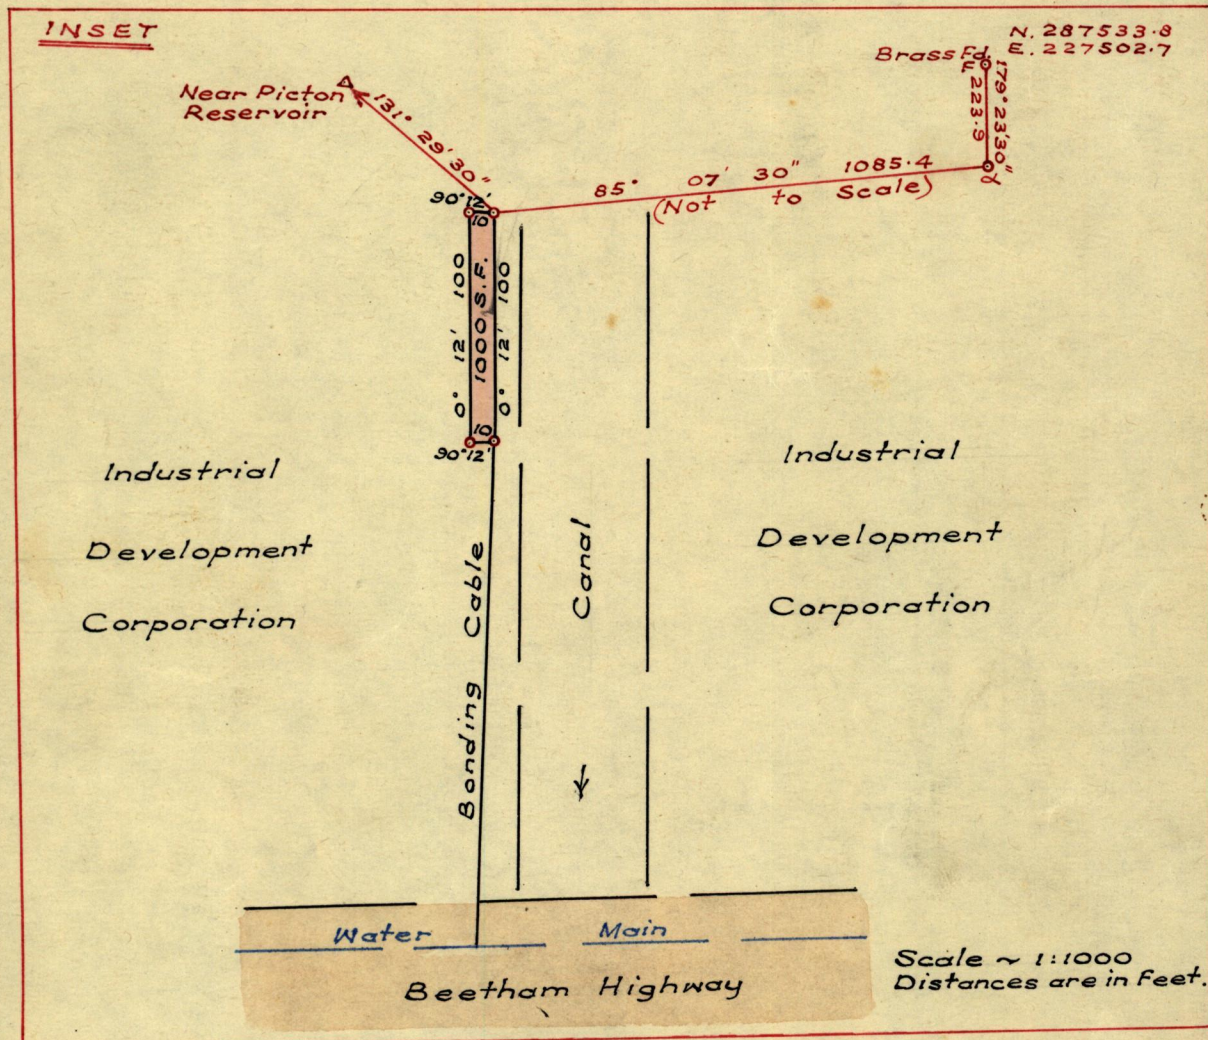 INSET
N. 287533.8
E. 227502.7
Brass Fd.
F
179° 23' 30"
223.9
Near Picton
Reservoir
131° 29' 30"
85° 07' 30" 1085.4
(Not to Scale)
90° 12'
10
0° 12' 100
1000 S.F.
0° 12' 100
10
90° 12'
Industrial
Development
Corporation
Bonding Cable
Canal
Industrial
Development
Corporation
Water Main
Beetham Highway
Scale ~ 1:1000
Distances are in Feet.